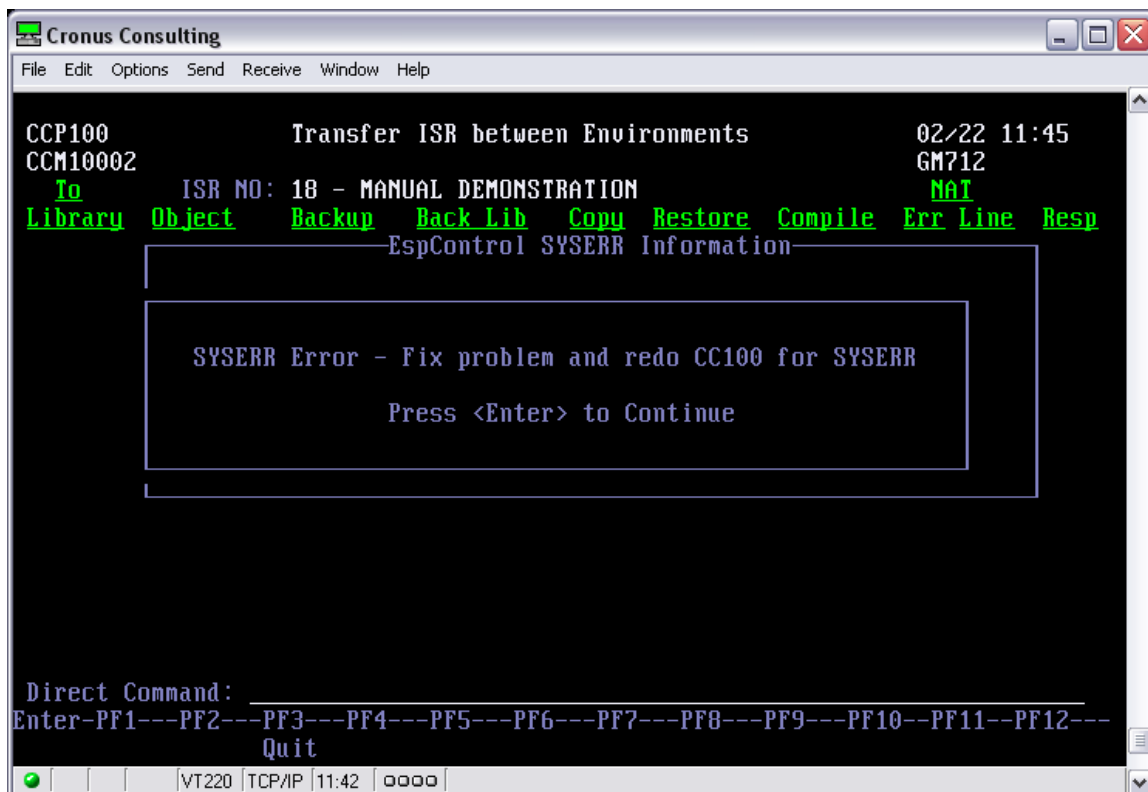 Cronus Consulting
File Edit Options Send Receive Window Help
CCP100 Transfer ISR between Environments 02/22 11:45
CCM10002 GM712
To ISR NO: 18 - MANUAL DEMONSTRATION NAT
Library Object Backup Back Lib Copy Restore Compile Err Line Resp
EspControl SYSERR Information
SYSERR Error - Fix problem and redo CC100 for SYSERR
Press <Enter> to Continue
Direct Command:
Enter-PF1---PF2---PF3---PF4---PF5---PF6---PF7---PF8---PF9---PF10--PF11--PF12---
Quit
VT220 TCP/IP 11:42